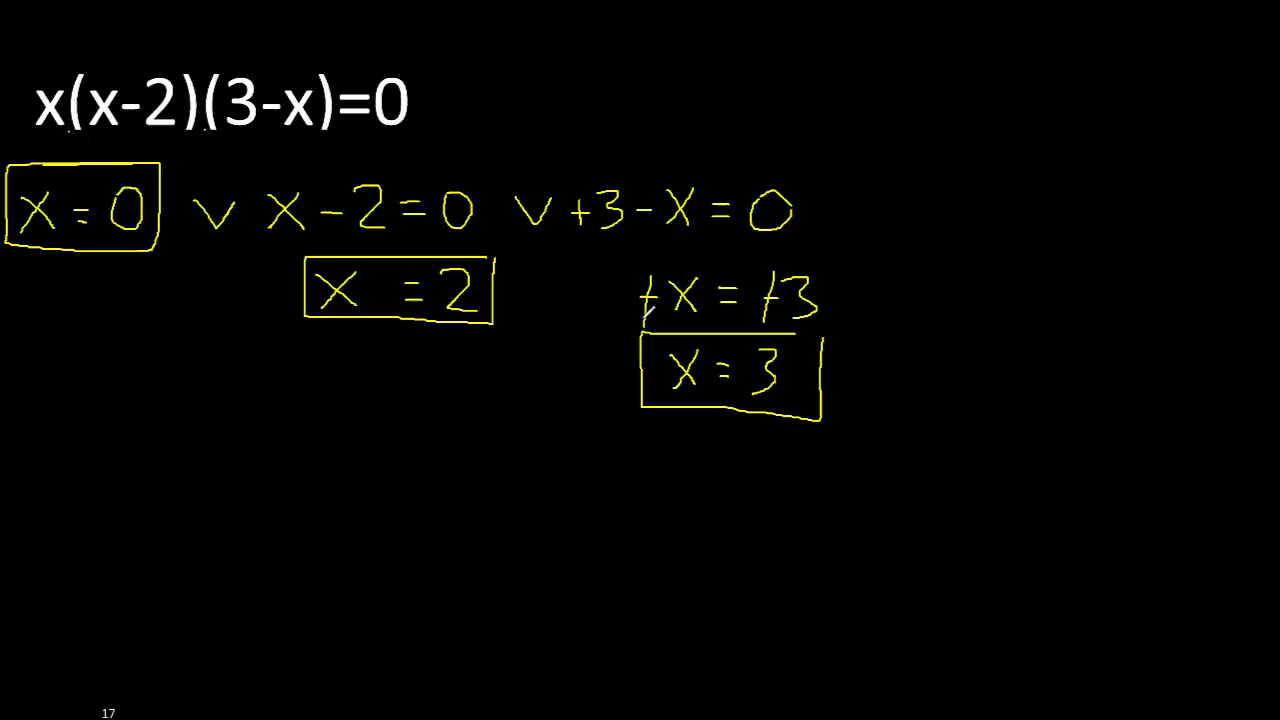 x(x-2)(3-x)=0
x = 0 v x - 2 = 0 v +3 - x = 0
x = 2 +x = +3
x = 3
17